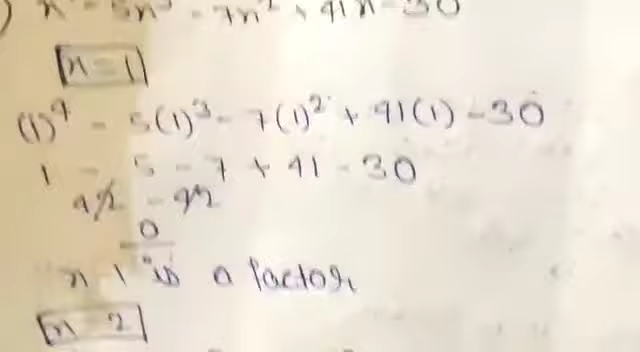 ) x⁴ - 5x³ - 7x² + 41x - 30
x = 1
(1)⁴ - 5(1)³ - 7(1)² + 41(1) - 30
1 - 5 - 7 + 41 - 30
42 - 42
0
x - 1 is a factor
x = 2